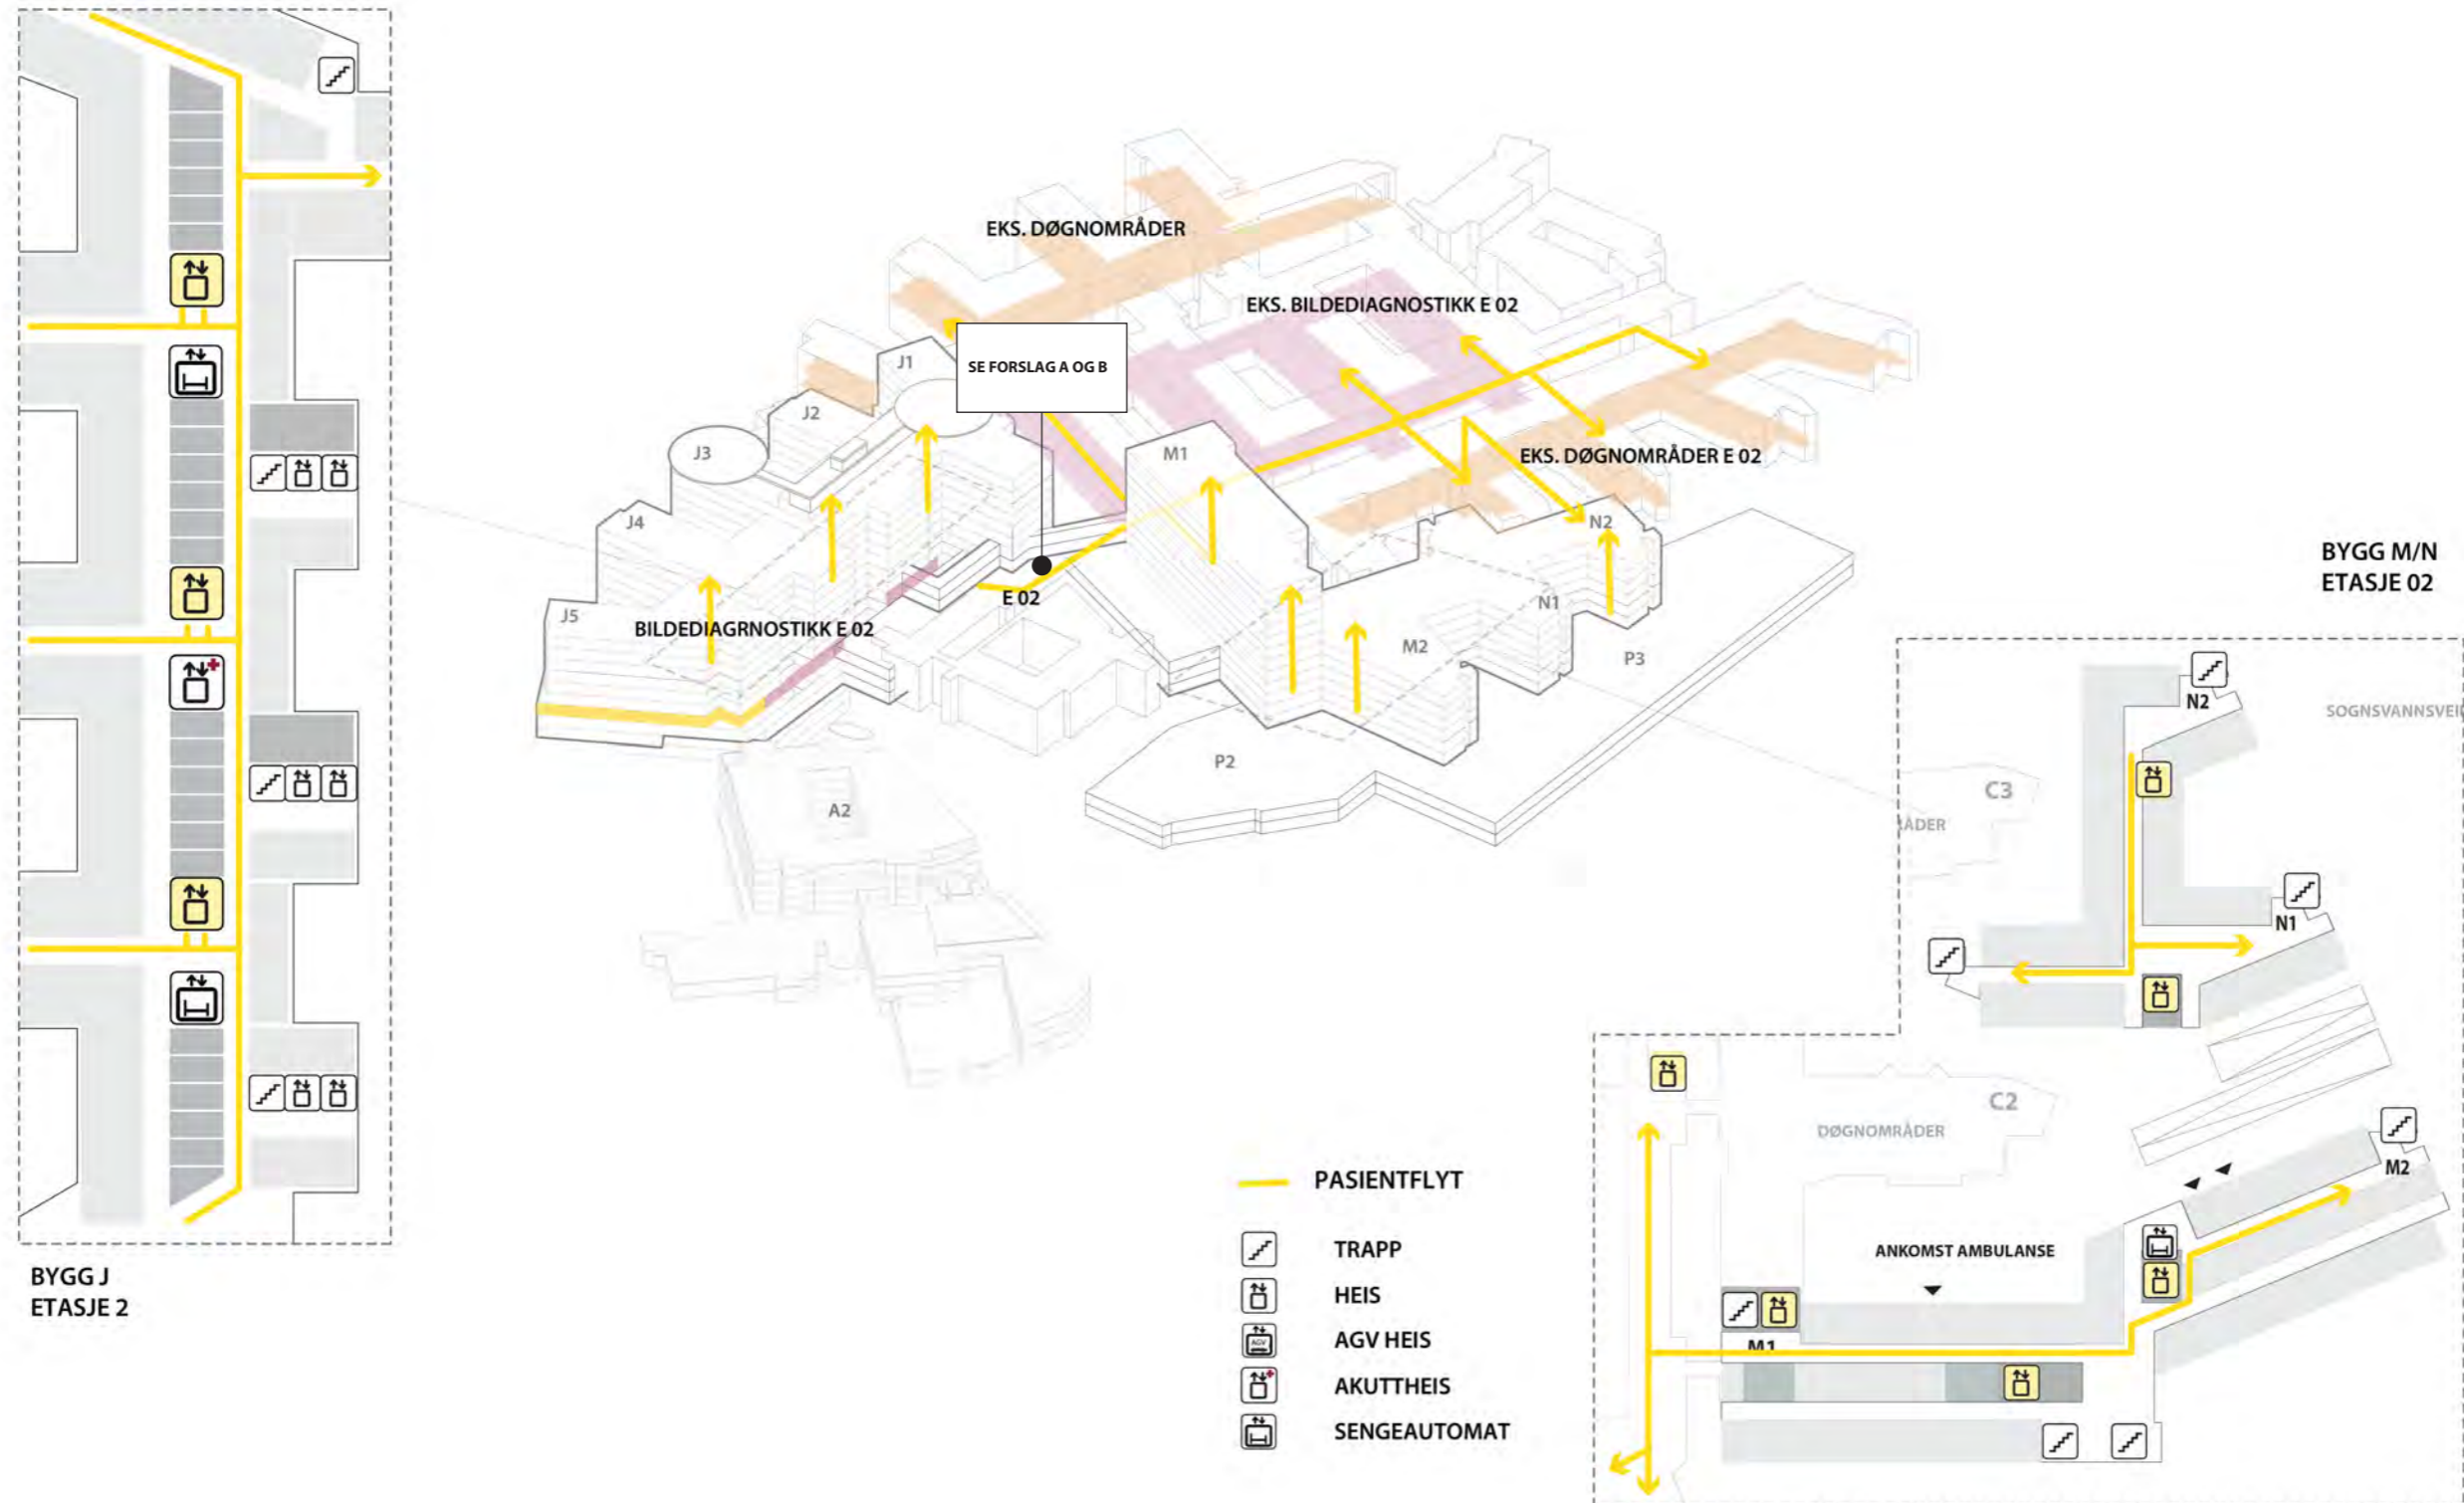 EKS. DØGNOMRÅDER
EKS. BILDEDIAGNOSTIKK E 02
SE FORSLAG A OG B
J1
J2
J3
J4
J5
M1
EKS. DØGNOMRÅDER E 02
N2
N1
M2
P3
E 02
BILDEDIAGRNOSTIKK E 02
P2
A2
BYGG J
ETASJE 2
PASIENTFLYT
TRAPP
HEIS
AGV
AGV HEIS
AKUTTHEIS
SENGEAUTOMAT
BYGG M/N
ETASJE 02
N2
SOGNSVANNSVEI
C3
ÅDER
N1
C2
DØGNOMRÅDER
M2
ANKOMST AMBULANSE
M1